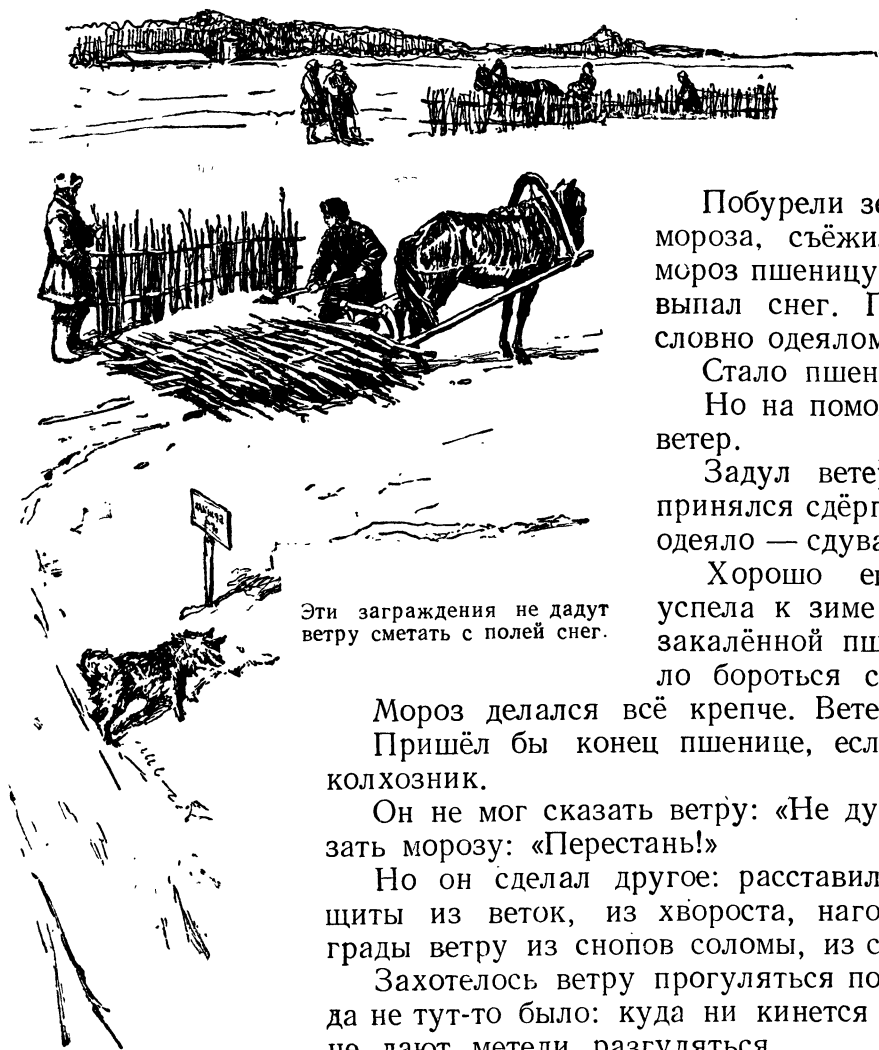 Побурели
мороза, съёжи
мороз пшеницу
выпал снег.
словно одеялом
Стало пшен
Но на помо
ветер.
Задул вете
принялся сдёрг
одеяло — сдува
Хорошо
успела к зиме
закалённой пш
ло бороться с
Эти заграждения не дадут
ветру сметать с полей снег.
Мороз делался всё крепче. Вете
Пришёл бы конец пшенице, есл
колхозник.
Он не мог сказать ветру: «Не ду
зать морозу: «Перестань!»
Но он сделал другое: расставил
щиты из веток, из хвороста, наго
грады ветру из снопов соломы, из с
Захотелось ветру прогуляться по
да не тут-то было: куда ни кинется
не дают метели разгуляться